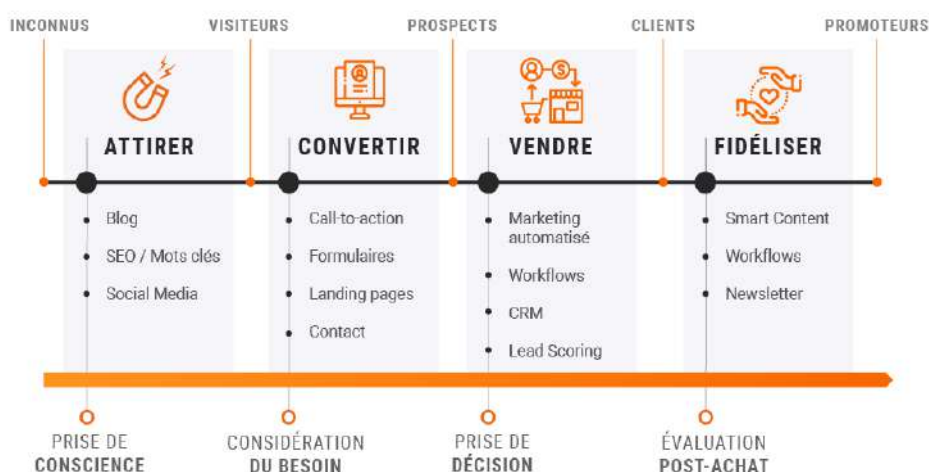 INCONNUS
VISITEURS
PROSPECTS
CLIENTS
PROMOTEURS
ATTIRER
CONVERTIR
VENDRE
FIDÉLISER
Blog
SEO / Mots clés
Social Media
Call-to-action
Formulaires
Landing pages
Contact
Marketing
automatisé
Workflows
CRM
Lead Scoring
Smart Content
Workflows
Newsletter
PRISE DE
CONSCIENCE
CONSIDÉRATION
DU BESOIN
PRISE DE
DÉCISION
ÉVALUATION
POST-ACHAT